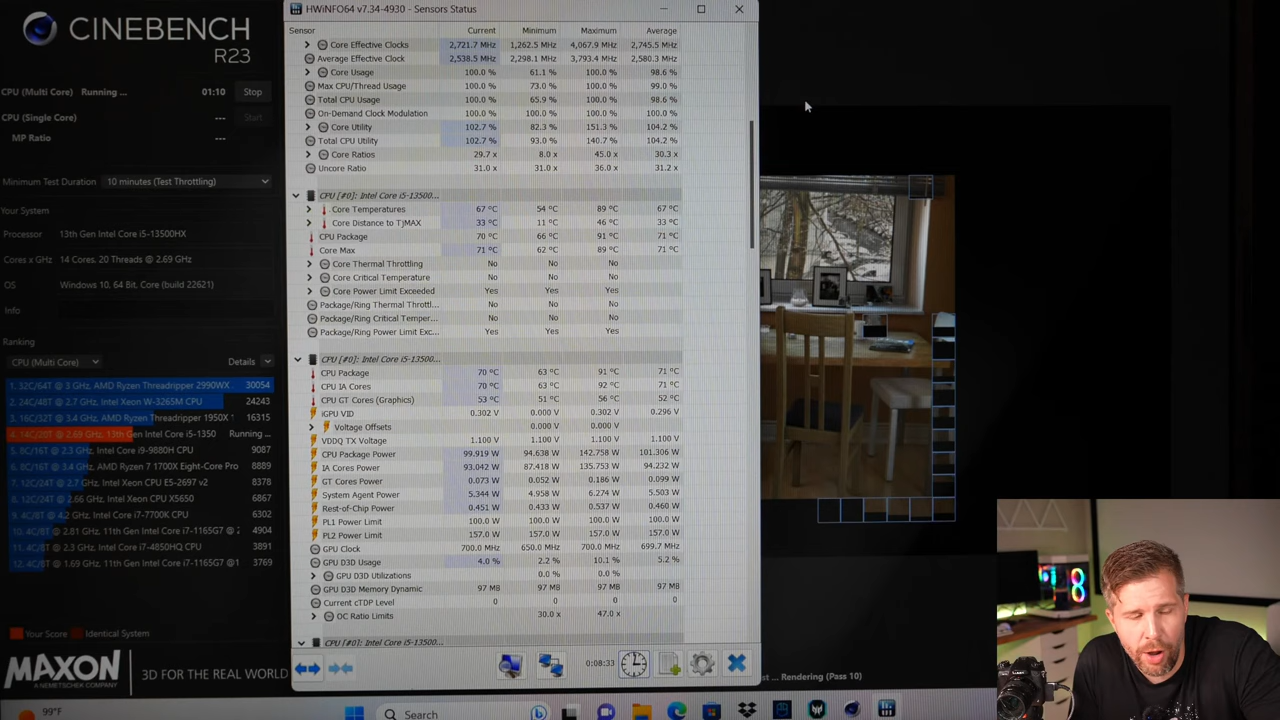 CINEBENCH
R23
CPU (Multi Core) Running ... 01:10 Stop
CPU (Single Core) --- Start
MP Ratio ---
Minimum Test Duration 10 minutes (Test Throttling)
Your System
Processor 13th Gen Intel Core i5-13500HX
Cores x GHz 14 Cores, 20 Threads @ 2.69 GHz
OS Windows 10, 64 Bit, Core (build 22621)
Info
Ranking
CPU (Multi Core) Details
1. 32C/64T @ 3 GHz, AMD Ryzen Threadripper 2990WX 30054
2. 24C/48T @ 2.7 GHz, Intel Xeon W-3265M CPU 24243
3. 16C/32T @ 3.4 GHz, AMD Ryzen Threadripper 1950X 16315
4. 14C/20T @ 2.69 GHz, 13th Gen Intel Core i5-1350 Running...
5. 8C/16T @ 2.3 GHz, Intel Core i9-9880H CPU 9087
6. 8C/16T @ 3.4 GHz, AMD Ryzen 7 1700X Eight-Core Pro 8889
7. 12C/24T @ 2.7 GHz, Intel Xeon CPU E5-2697 v2 8378
8. 12C/24T @ 2.66 GHz, Intel Xeon CPU X5650 6867
9. 4C/8T @ 4.2 GHz, Intel Core i7-7700K CPU 6302
10. 4C/8T @ 2.81 GHz, 11th Gen Intel Core i7-1165G7 @ 4904
11. 4C/8T @ 2.3 GHz, Intel Core i7-4850HQ CPU 3891
12. 4C/8T @ 1.69 GHz, 11th Gen Intel Core i7-1165G7 @1 3769
Your Score Identical System
MAXON
A NEMETSCHEK COMPANY
3D FOR THE REAL WORLD
HWiNFO64 v7.34-4930 - Sensors Status
Sensor Current Minimum Maximum Average
Core Effective Clocks 2,721.7 MHz 1,262.5 MHz 4,067.9 MHz 2,745.5 MHz
Average Effective Clock 2,538.5 MHz 2,298.1 MHz 3,793.4 MHz 2,580.3 MHz
Core Usage 100.0 % 61.1 % 100.0 % 98.6 %
Max CPU/Thread Usage 100.0 % 73.0 % 100.0 % 99.0 %
Total CPU Usage 100.0 % 65.9 % 100.0 % 98.6 %
On-Demand Clock Modulation 100.0 % 100.0 % 100.0 % 100.0 %
Core Utility 102.7 % 82.3 % 151.3 % 104.2 %
Total CPU Utility 102.7 % 93.0 % 140.7 % 104.2 %
Core Ratios 29.7 x 8.0 x 45.0 x 30.3 x
Uncore Ratio 31.0 x 31.0 x 36.0 x 31.2 x
CPU [#0]: Intel Core i5-13500...
Core Temperatures 67 ºC 54 ºC 89 ºC 67 ºC
Core Distance to TjMAX 33 ºC 11 ºC 46 ºC 33 ºC
CPU Package 70 ºC 66 ºC 91 ºC 71 ºC
Core Max 71 ºC 62 ºC 89 ºC 71 ºC
Core Thermal Throttling No No No
Core Critical Temperature No No No
Core Power Limit Exceeded Yes Yes Yes
Package/Ring Thermal Throttl... No No No
Package/Ring Critical Temper... No No No
Package/Ring Power Limit Exc... Yes Yes Yes
CPU [#0]: Intel Core i5-13500...
CPU Package 70 ºC 63 ºC 91 ºC 71 ºC
CPU IA Cores 70 ºC 63 ºC 92 ºC 71 ºC
CPU GT Cores (Graphics) 53 ºC 51 ºC 56 ºC 52 ºC
iGPU VID 0.302 V 0.000 V 0.302 V 0.296 V
Voltage Offsets 0.000 V 0.000 V
VDDQ TX Voltage 1.100 V 1.100 V 1.100 V 1.100 V
CPU Package Power 99.919 W 94.638 W 142.758 W 101.306 W
IA Cores Power 93.042 W 87.418 W 135.753 W 94.232 W
GT Cores Power 0.073 W 0.052 W 0.186 W 0.099 W
System Agent Power 5.344 W 4.958 W 6.274 W 5.503 W
Rest-of-Chip Power 0.451 W 0.433 W 0.537 W 0.460 W
PL1 Power Limit 100.0 W 100.0 W 100.0 W 100.0 W
PL2 Power Limit 157.0 W 157.0 W 157.0 W 157.0 W
GPU Clock 700.0 MHz 650.0 MHz 700.0 MHz 699.7 MHz
GPU D3D Usage 4.0 % 2.2 % 10.1 % 5.2 %
GPU D3D Utilizations 0.0 % 0.0 %
GPU D3D Memory Dynamic 97 MB 97 MB 97 MB 97 MB
Current cTDP Level 0 0 0 0
OC Ratio Limits 30.0 x 47.0 x
CPU [#0]: Intel Core i5-13500...
0:08:33
... Rendering (Pass 10)
99°F
Search